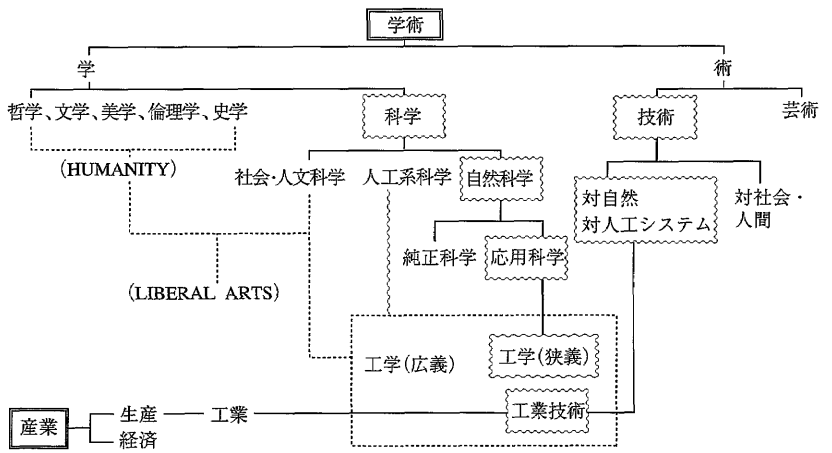 学術
学
術
哲学、文学、美学、倫理学、史学
科学
技術
芸術
(HUMANITY)
社会・人文科学
人工系科学
自然科学
対自然
対人工システム
対社会・
人間
純正科学
応用科学
(LIBERAL ARTS)
工学(広義)
工学(狭義)
産業
生産
工業
工業技術
経済